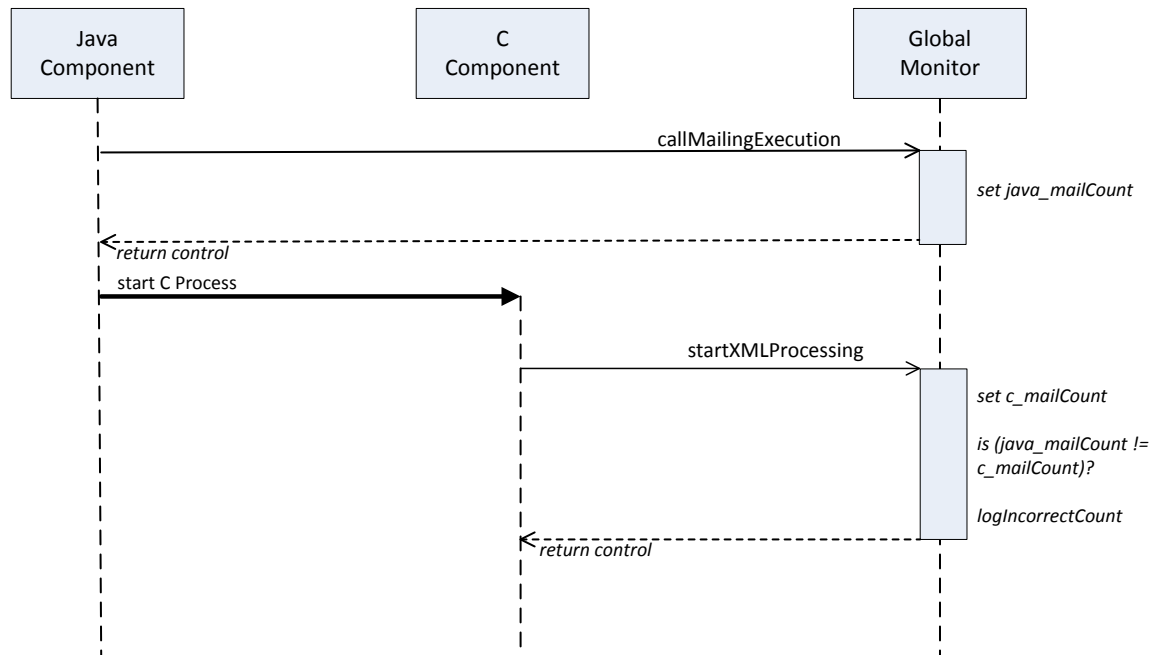 Java
Component
C
Component
Global
Monitor
callMailingExecution
set java_mailCount
return control
start C Process
startXMLProcessing
set c_mailCount
is (java_mailCount !=
c_mailCount)?
logIncorrectCount
return control